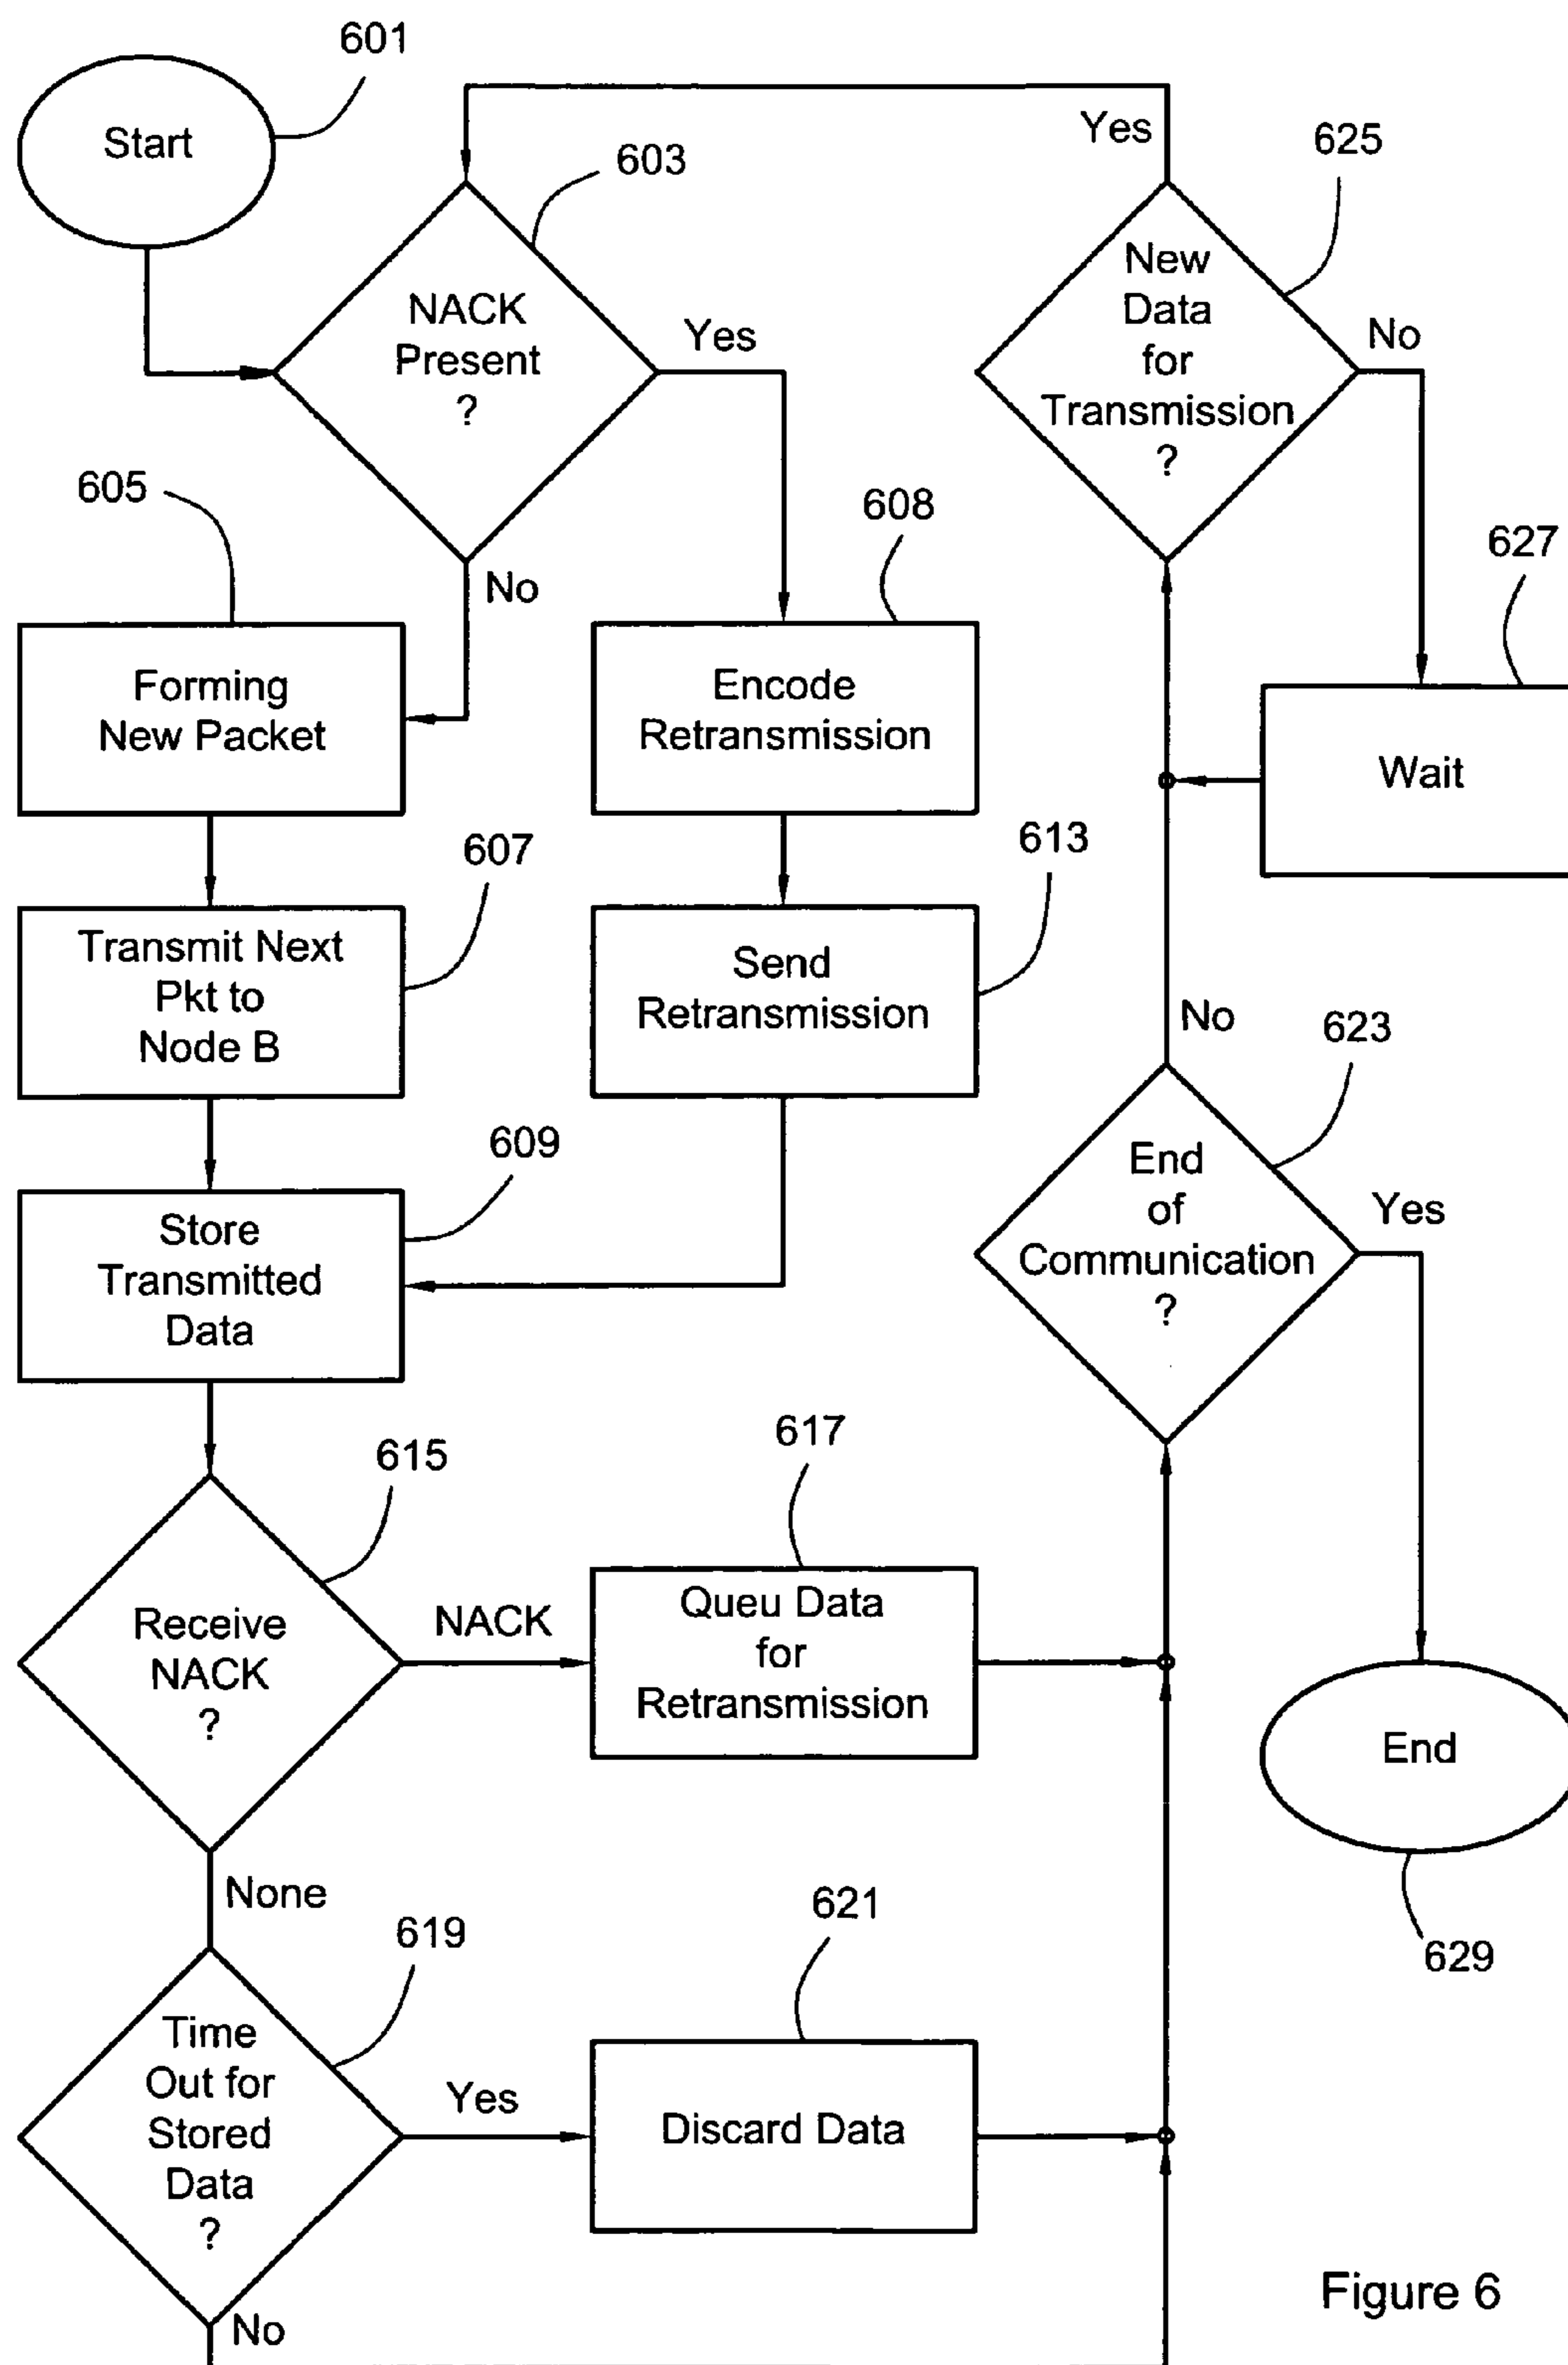 601
Start
603
NACK
Present
?
Yes
No
605
Forming
New Packet
608
Encode
Retransmission
607
Transmit Next
Pkt to
Node B
613
Send
Retransmission
609
Store
Transmitted
Data
615
Receive
NACK
?
NACK
617
Queu Data
for
Retransmission
None
619
Time
Out for
Stored
Data
?
Yes
No
621
Discard Data
623
End
of
Communication
?
No
Yes
625
New
Data
for
Transmission
?
Yes
No
627
Wait
End
629
Figure 6